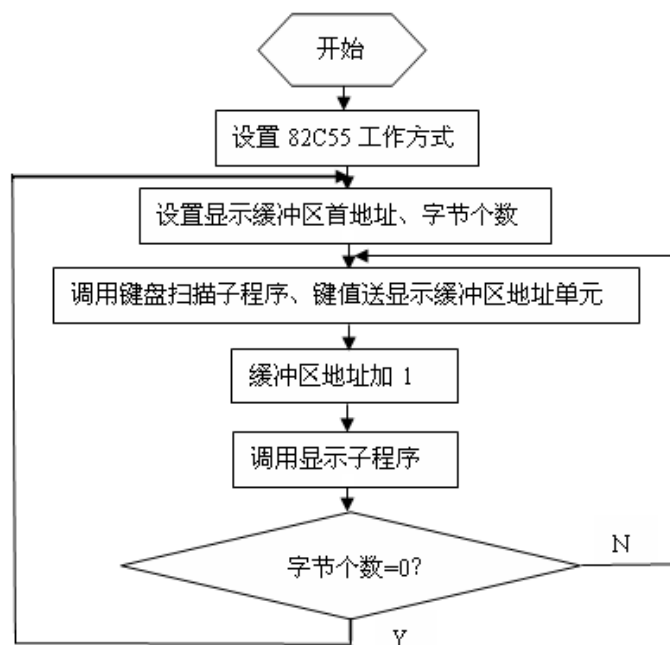 开始
设置 82C55 工作方式
设置显示缓冲区首地址、字节个数
调用键盘扫描子程序、键值送显示缓冲区地址单元
缓冲区地址加 1
调用显示子程序
字节个数=0?
N
Y